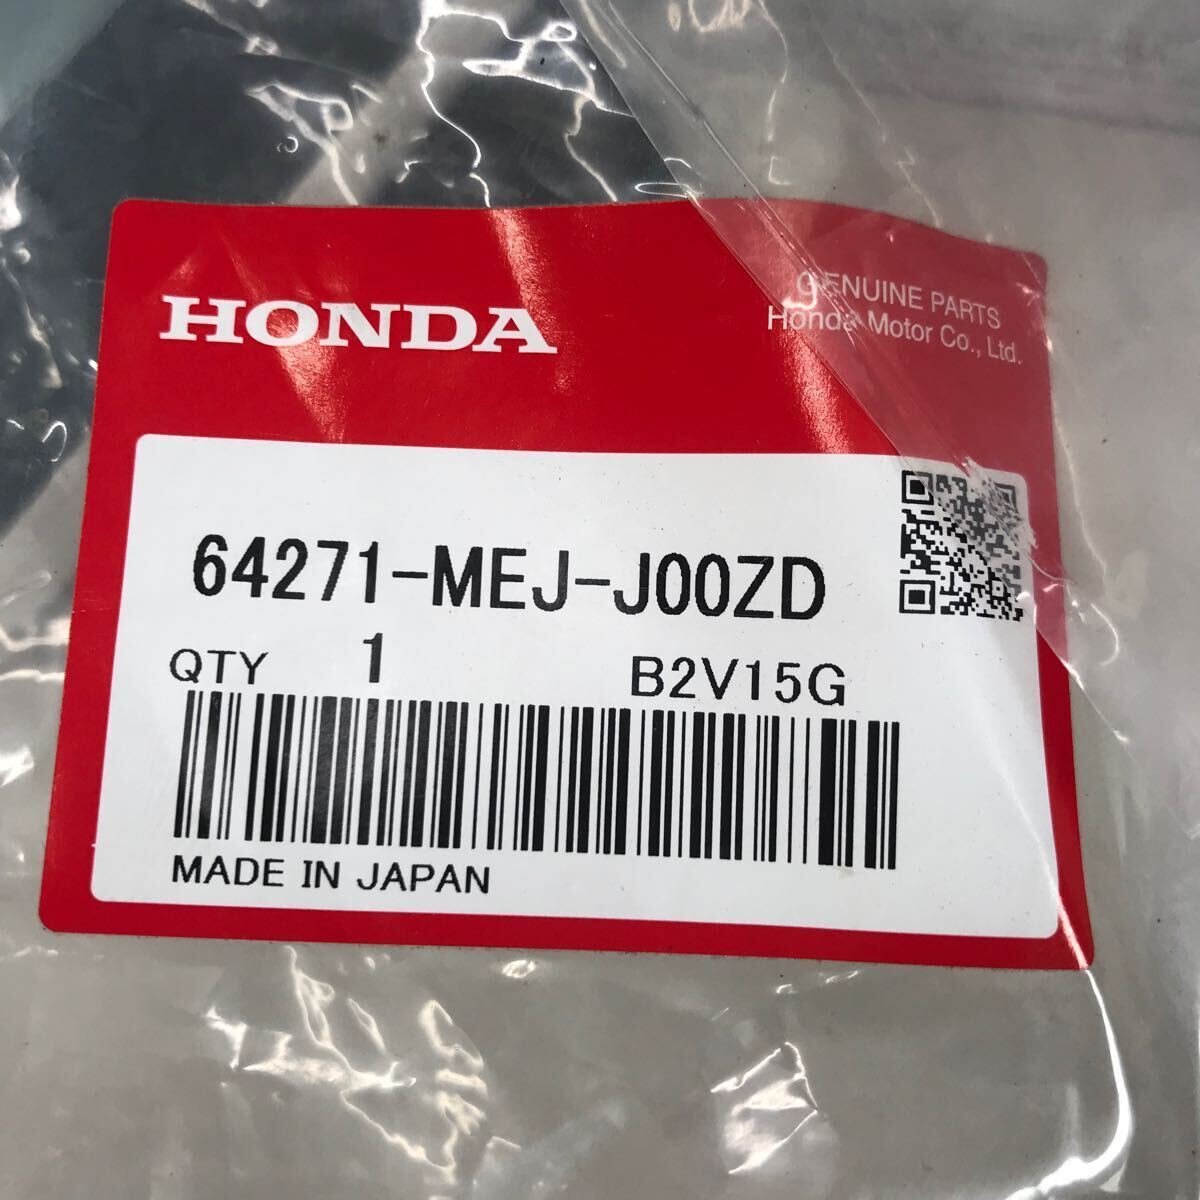 HONDA
GENUINE PARTS
Honda Motor Co., Ltd.
64271-MEJ-J00ZD
QTY 1 B2V15G
MADE IN JAPAN